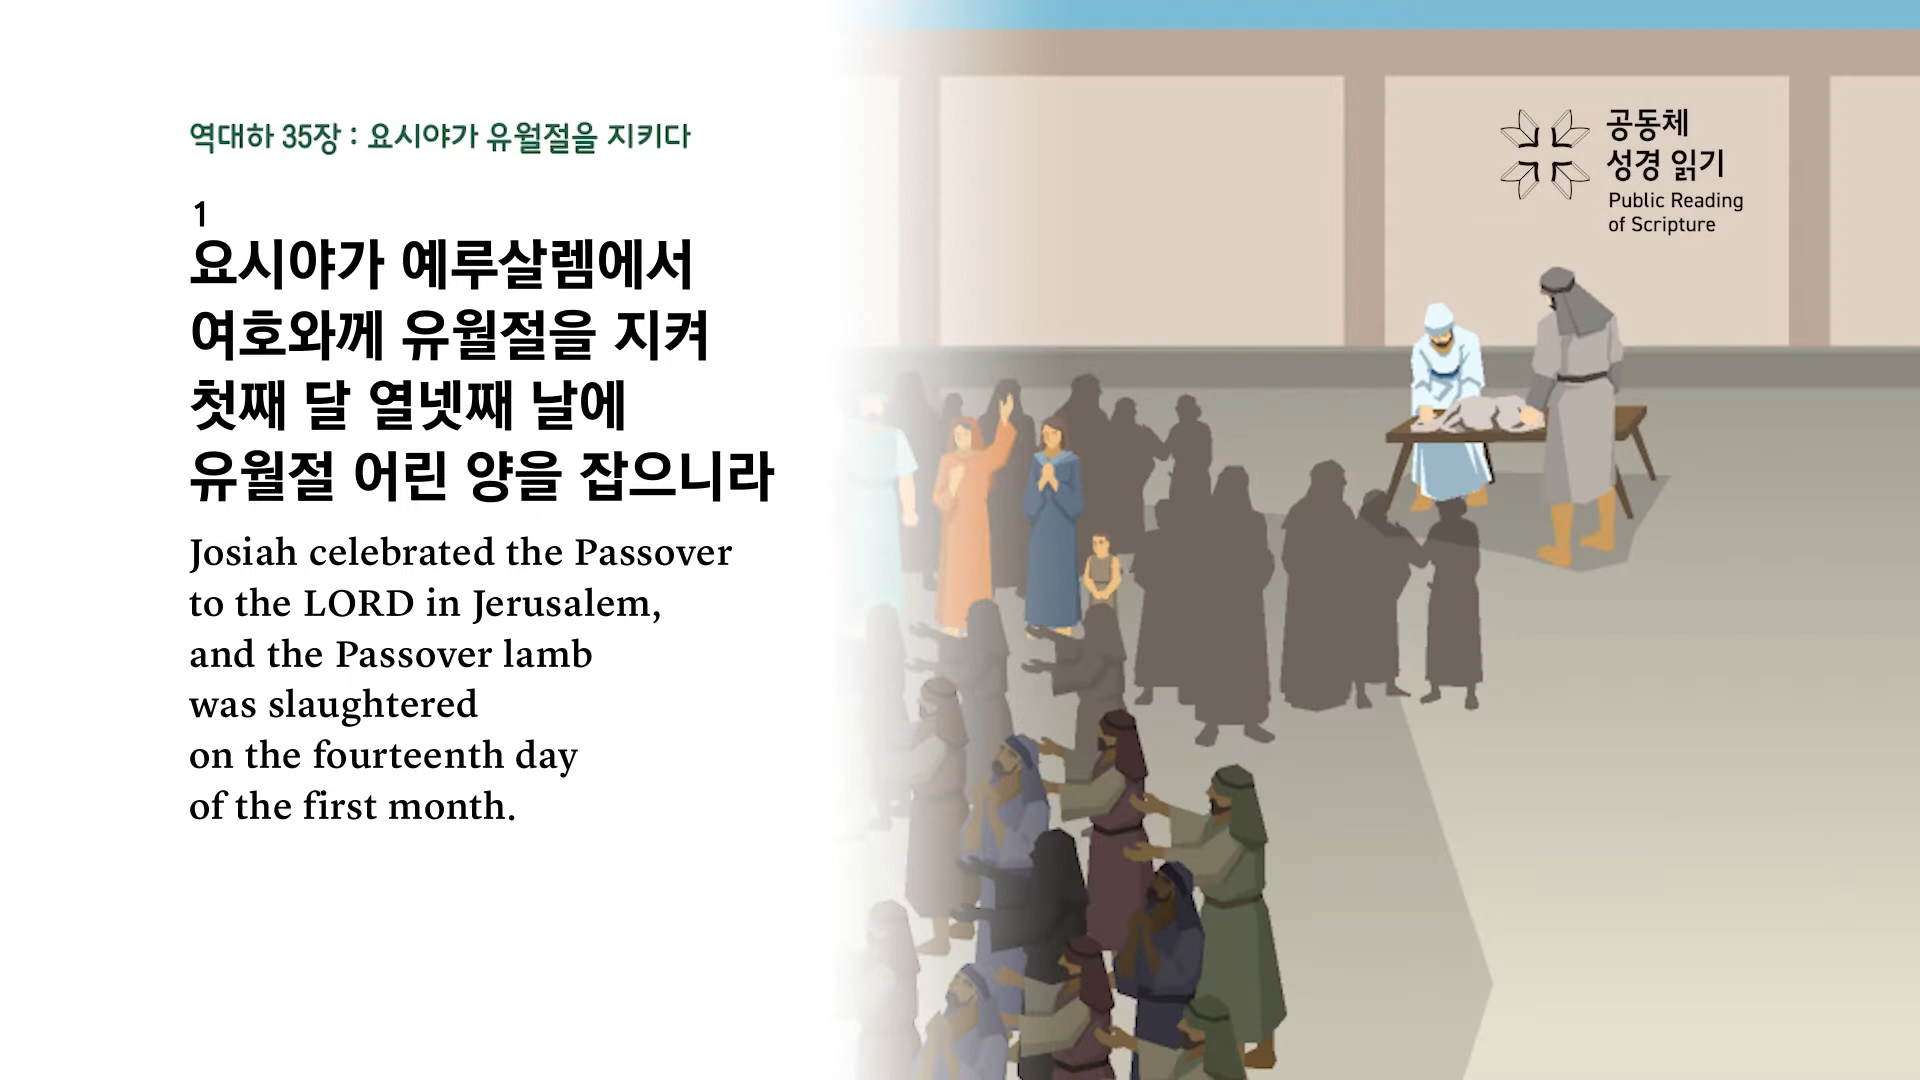 역대하 35장 : 요시야가 유월절을 지키다
1
요시야가 예루살렘에서
여호와께 유월절을 지켜
첫째 달 열넷째 날에
유월절 어린 양을 잡으니라
Josiah celebrated the Passover
to the LORD in Jerusalem,
and the Passover lamb
was slaughtered
on the fourteenth day
of the first month.
공동체
성경 읽기
Public Reading
of Scripture